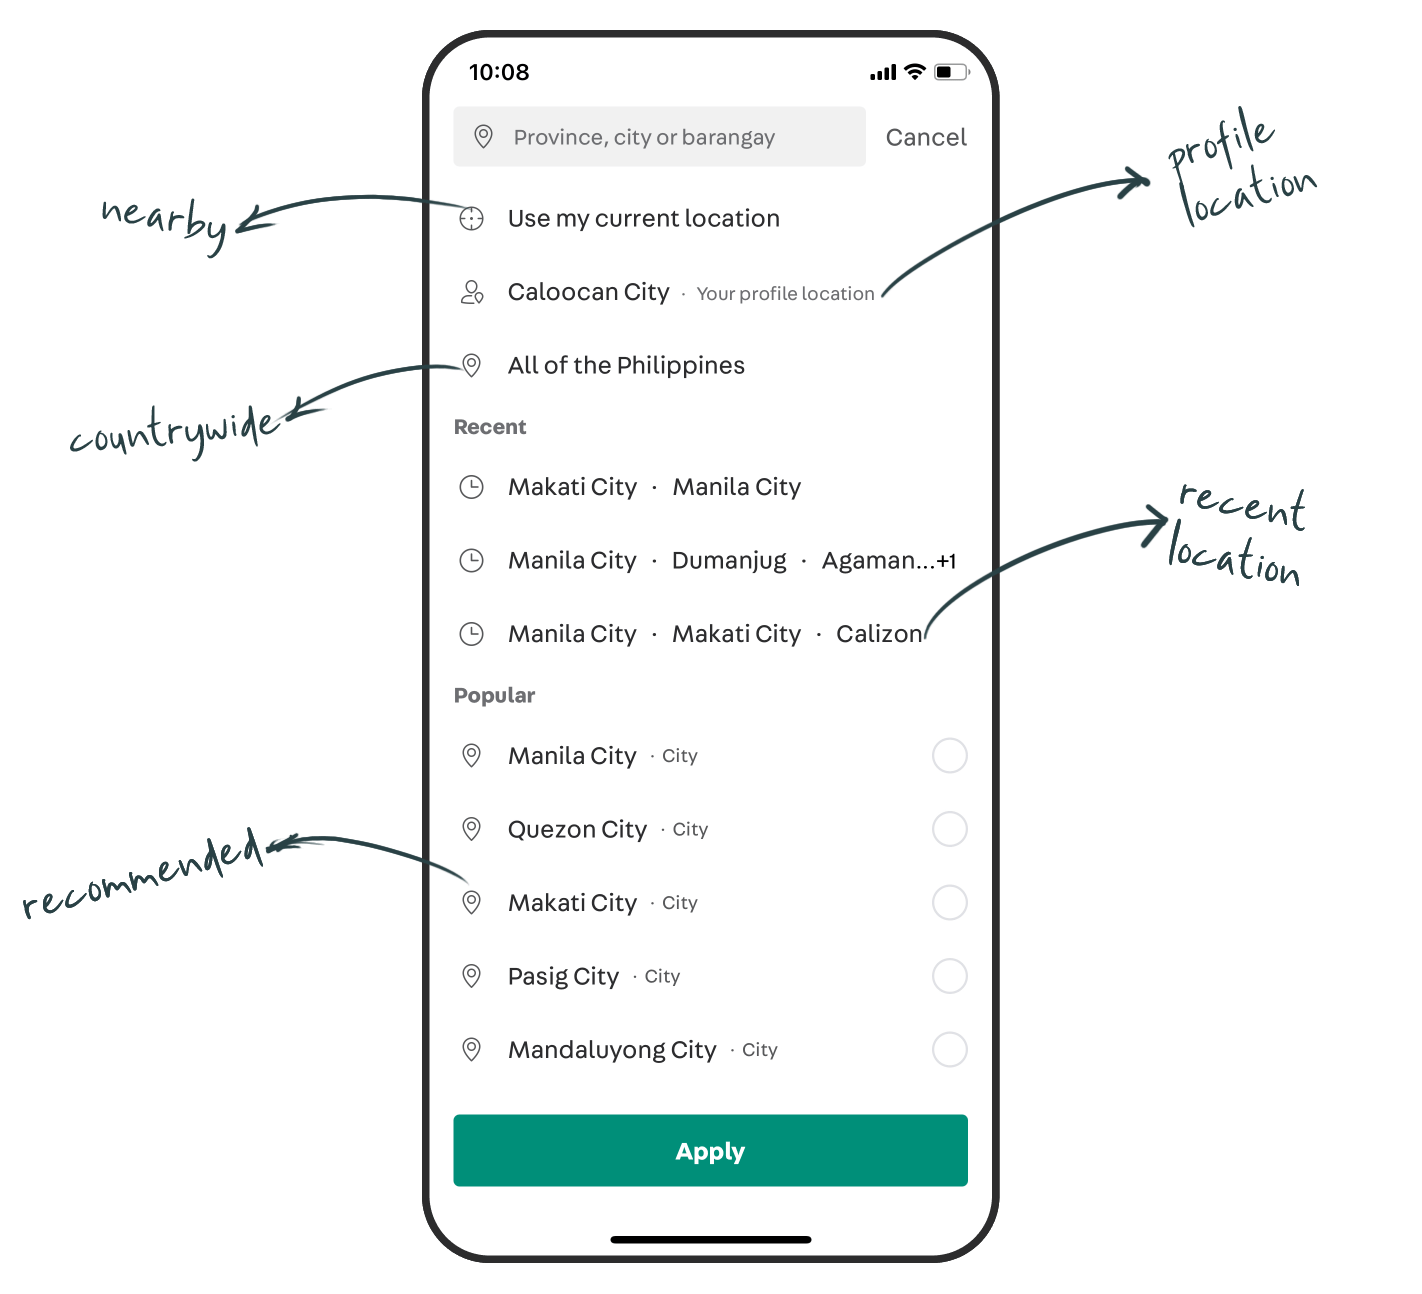 10:08
Province, city or barangay
Cancel
profile
location
nearby
Use my current location
Caloocan City · Your profile location
All of the Philippines
countrywide
Recent
Makati City · Manila City
recent
location
Manila City · Dumanjug · Agaman...+1
Manila City · Makati City · Calizon
Popular
Manila City · City
Quezon City · City
recommended
Makati City · City
Pasig City · City
Mandaluyong City · City
Apply